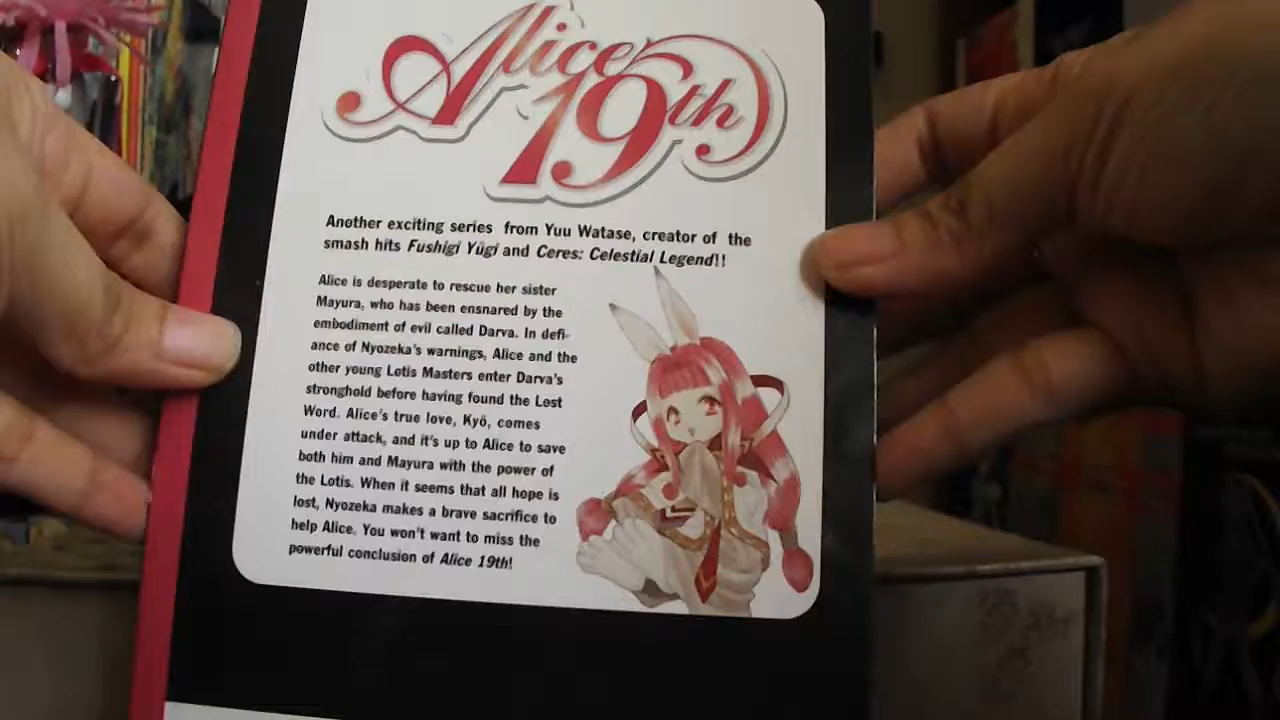 Alice
19th
Another exciting series from Yuu Watase, creator of the
smash hits Fushigi Yûgi and Ceres: Celestial Legend!!
Alice is desperate to rescue her sister
Mayura, who has been ensnared by the
embodiment of evil called Darva. In defi-
ance of Nyozeka's warnings, Alice and the
other young Lotis Masters enter Darva's
stronghold before having found the Lost
Word. Alice's true love, Kyô, comes
under attack, and it's up to Alice to save
both him and Mayura with the power of
the Lotis. When it seems that all hope is
lost, Nyozeka makes a brave sacrifice to
help Alice. You won't want to miss the
powerful conclusion of Alice 19th!